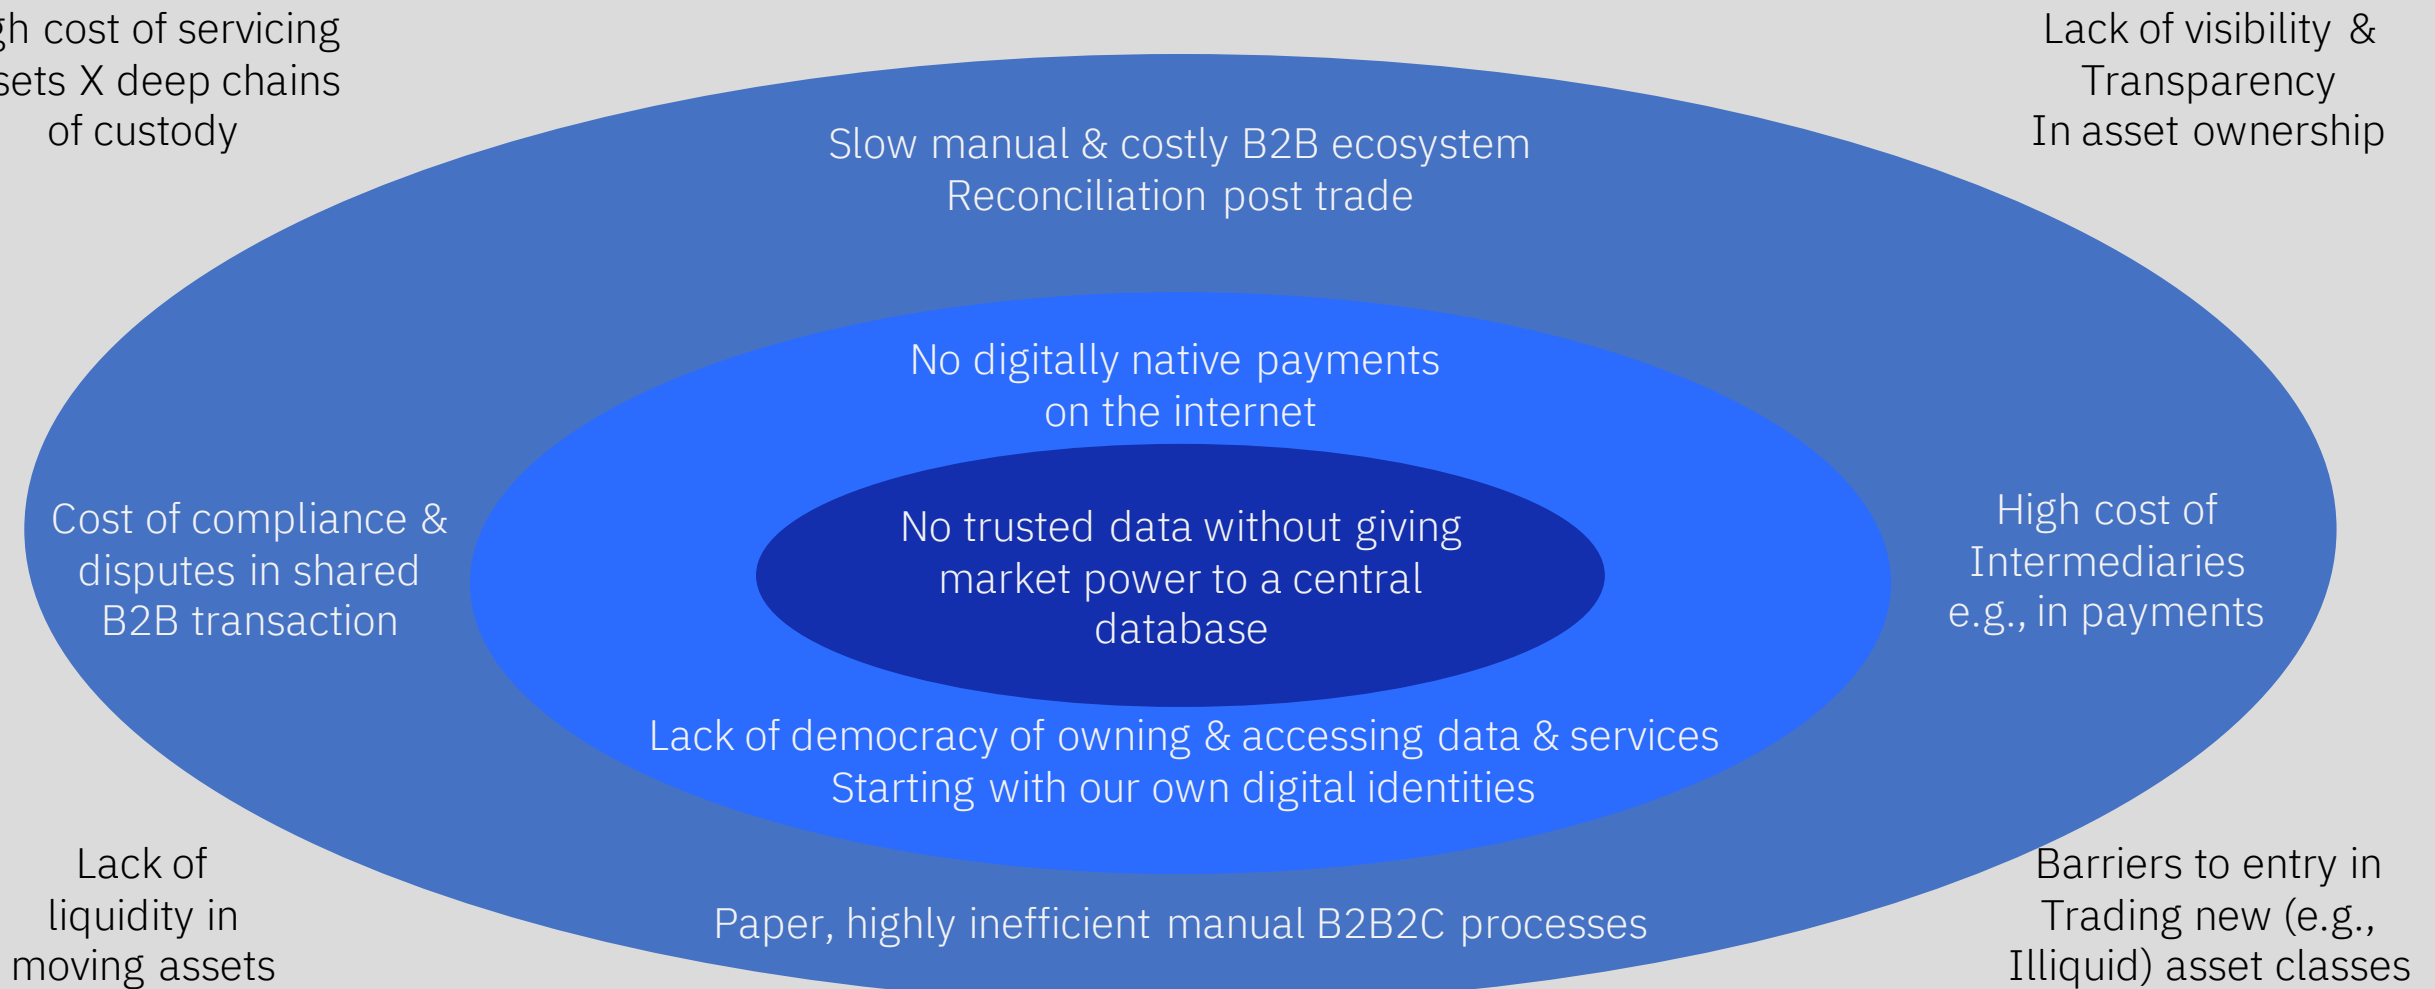 cost of servicing
X deep chains
of custody
Lack of visibility &
Transparency
In asset ownership
Slow manual & costly B2B ecosystem
Reconciliation post trade
No digitally native payments
on the internet
Cost of compliance &
disputes in shared
B2B transaction
No trusted data without giving
market power to a central
database
High cost of
Intermediaries
e.g., in payments
Lack of democracy of owning & accessing data & services
Starting with our own digital identities
Lack of
liquidity in
moving assets
Paper, highly inefficient manual B2B2C processes
Barriers to entry in
Trading new (e.g.,
Illiquid) asset classes